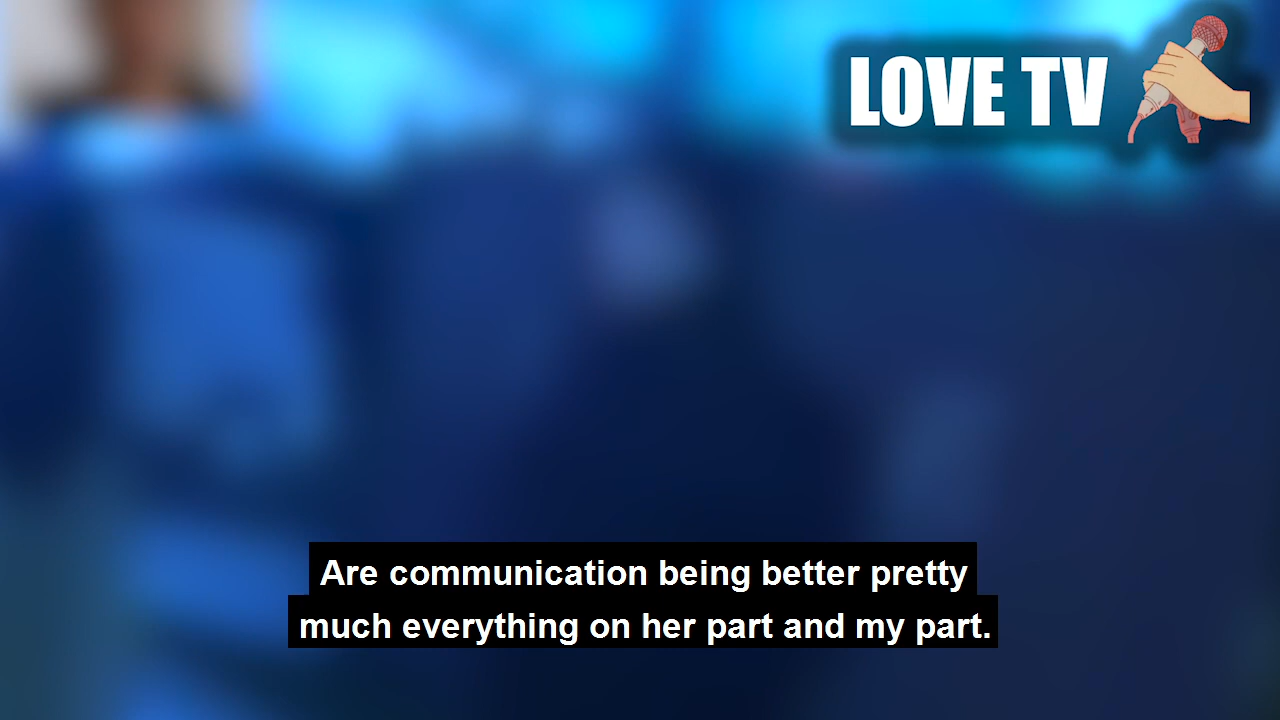 LOVE TV
Are communication being better pretty
much everything on her part and my part.